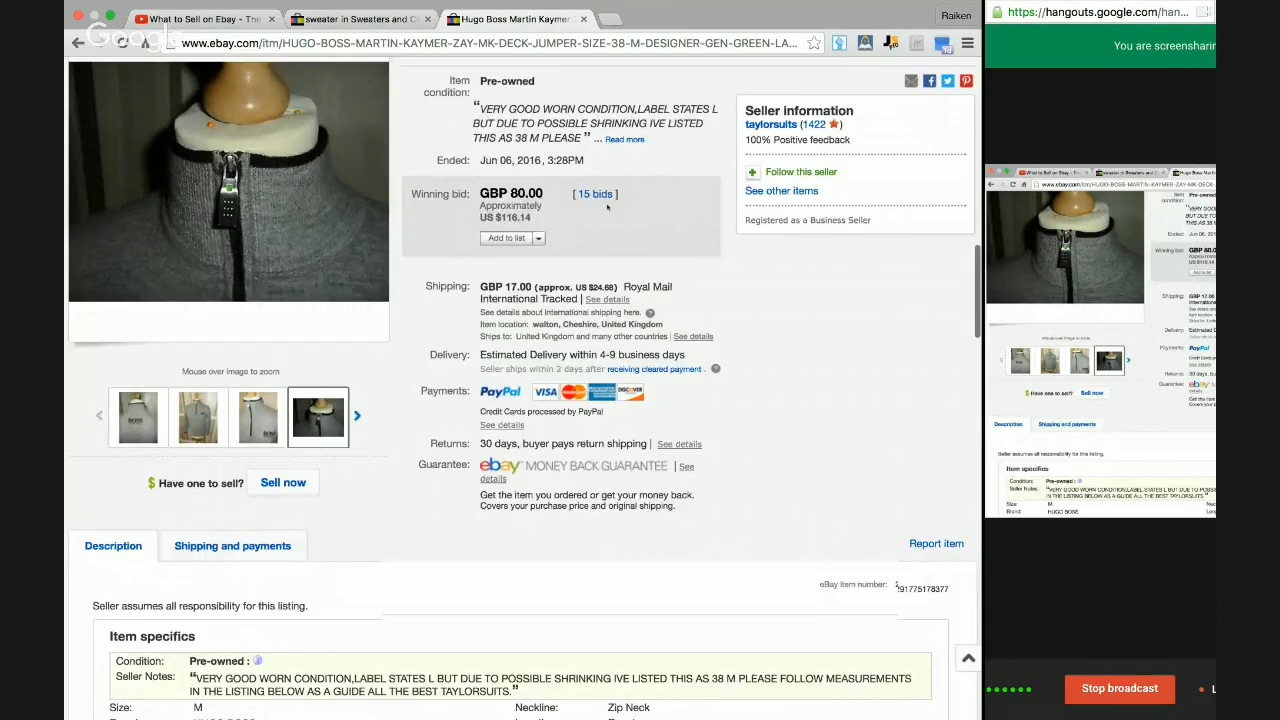 What to Sell on Ebay - The
sweater in Sweaters and Cl
Hugo Boss Martin Kaymer
Raiken
Google
www.ebay.com/itm/HUGO-BOSS-MARTIN-KAYMER-ZAY-MK-DECK-JUMPER-SIZE-38-M-DESIGNER-GEN-GREEN-LA...
https://hangouts.google.com/han...
You are screensharin
Item condition:
Pre-owned
“VERY GOOD WORN CONDITION,LABEL STATES L
BUT DUE TO POSSIBLE SHRINKING IVE LISTED
THIS AS 38 M PLEASE ” ... Read more
Ended: Jun 06, 2016, 3:28PM
Winning bid: GBP 80.00 [ 15 bids ]
approximately
US $116.14
Add to list
Seller information
taylorsuits (1422 )
100% Positive feedback
Follow this seller
See other items
Registered as a Business Seller
Shipping: GBP 17.00 (approx. US $24.68) Royal Mail
International Tracked | See details
See details about international shipping here.
Item location: walton, Cheshire, United Kingdom
Ships to: United Kingdom and many other countries | See details
Delivery: Estimated Delivery within 4-9 business days
Seller ships within 2 days after receiving cleared payment .
Payments: PayPal VISA DISCOVER
Credit Cards processed by PayPal
See details
Returns: 30 days, buyer pays return shipping | See details
Guarantee: ebay MONEY BACK GUARANTEE | See
details
Get the item you ordered or get your money back.
Covers your purchase price and original shipping.
Mouse over image to zoom
BOSS
$ Have one to sell? Sell now
Description
Shipping and payments
Report item
eBay item number:
91775178377
Seller assumes all responsibility for this listing.
Item specifics
Condition: Pre-owned :
Seller Notes: “VERY GOOD WORN CONDITION,LABEL STATES L BUT DUE TO POSSIBLE SHRINKING IVE LISTED THIS AS 38 M PLEASE FOLLOW MEASUREMENTS
IN THE LISTING BELOW AS A GUIDE ALL THE BEST TAYLORSUITS.”
Size: M
Neckline: Zip Neck
Stop broadcast